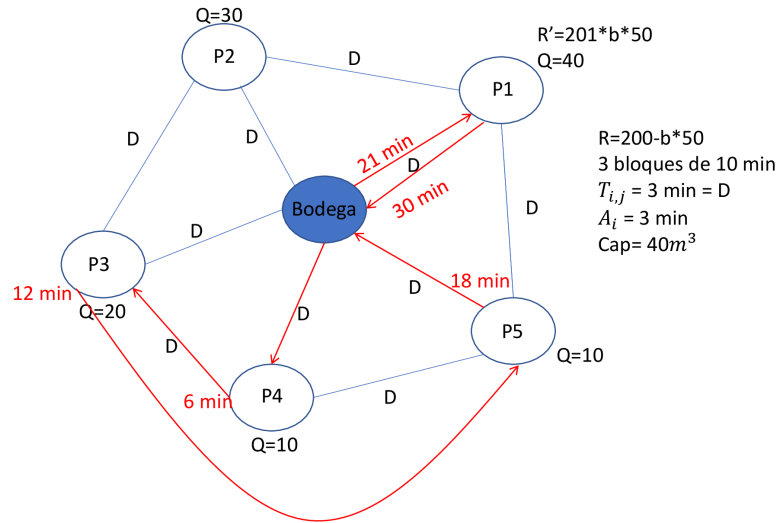 Q=30
R’=201*b*50
Q=40
P2
D
P1
D
D
21 min
D
R=200-b*50
3 bloques de 10 min
T_{i,j} = 3 min = D
A_i = 3 min
Cap= 40m^3
30 min
Bodega
D
D
P3
12 min
Q=20
18 min
D
D
D
P5
Q=10
6 min
P4
D
Q=10